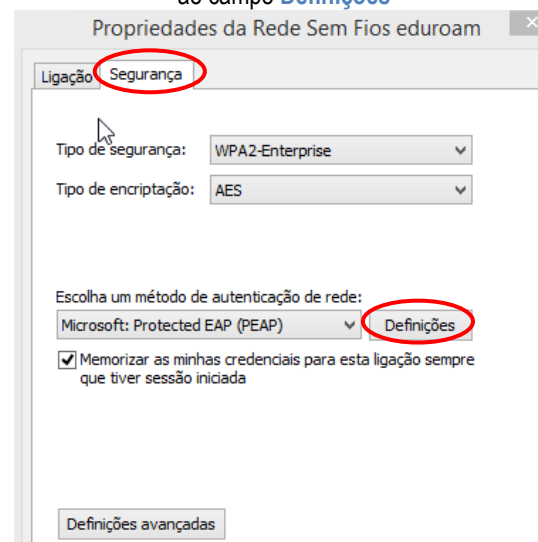 ao campo Definições
Propriedades da Rede Sem Fios eduroam
Ligação Segurança
Tipo de segurança: WPA2-Enterprise
Tipo de encriptação: AES
Escolha um método de autenticação de rede:
Microsoft: Protected EAP (PEAP) Definições
Memorizar as minhas credenciais para esta ligação sempre
que tiver sessão iniciada
Definições avançadas